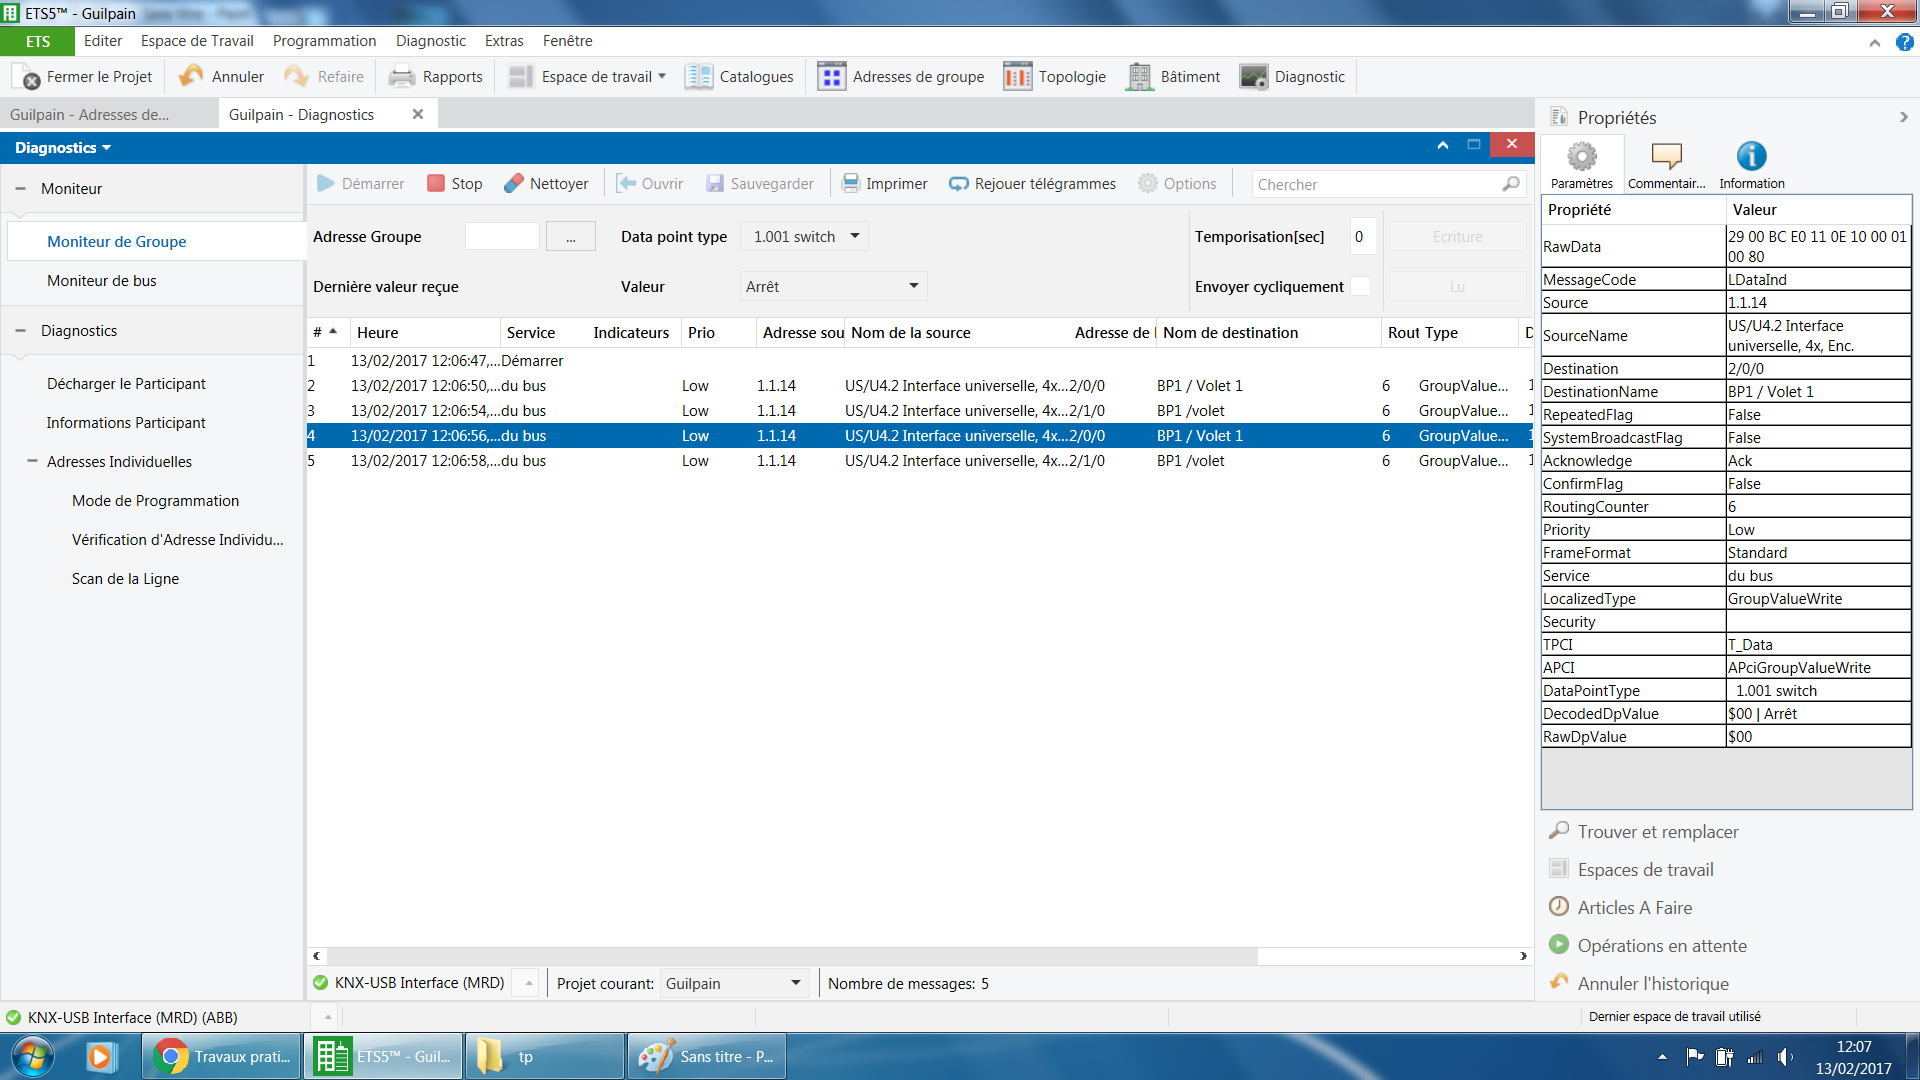 ETS5™ - Guilpain
ETS Editer Espace de Travail Programmation Diagnostic Extras Fenêtre
Fermer le Projet Annuler Refaire Rapports Espace de travail Catalogues Adresses de groupe Topologie Bâtiment Diagnostic
Guilpain - Adresses de... Guilpain - Diagnostics
Diagnostics
Moniteur
Moniteur de Groupe
Moniteur de bus
Diagnostics
Décharger le Participant
Informations Participant
Adresses Individuelles
Mode de Programmation
Vérification d'Adresse Individu...
Scan de la Ligne
Démarrer Stop Nettoyer Ouvrir Sauvegarder Imprimer Rejouer télégrammes Options Chercher
Adresse Groupe ... Data point type 1.001 switch Temporisation[sec] 0 Ecriture
Dernière valeur reçue Valeur Arrêt Envoyer cycliquement Lu
# Heure Service Indicateurs Prio Adresse sou Nom de la source Adresse de Nom de destination Rout Type D
1 13/02/2017 12:06:47,... Démarrer
2 13/02/2017 12:06:50,... du bus Low 1.1.14 US/U4.2 Interface universelle, 4x... 2/0/0 BP1 / Volet 1 6 GroupValue... 1
3 13/02/2017 12:06:54,... du bus Low 1.1.14 US/U4.2 Interface universelle, 4x... 2/1/0 BP1 /volet 6 GroupValue... 1
4 13/02/2017 12:06:56,... du bus Low 1.1.14 US/U4.2 Interface universelle, 4x... 2/0/0 BP1 / Volet 1 6 GroupValue... 1
5 13/02/2017 12:06:58,... du bus Low 1.1.14 US/U4.2 Interface universelle, 4x... 2/1/0 BP1 /volet 6 GroupValue... 1
KNX-USB Interface (MRD) Projet courant: Guilpain Nombre de messages: 5
Propriétés
Paramètres Commentair... Information
Propriété Valeur
RawData 29 00 BC E0 11 0E 10 00 01
00 80
MessageCode LDataInd
Source 1.1.14
SourceName US/U4.2 Interface
universelle, 4x, Enc.
Destination 2/0/0
DestinationName BP1 / Volet 1
RepeatedFlag False
SystemBroadcastFlag False
Acknowledge Ack
ConfirmFlag False
RoutingCounter 6
Priority Low
FrameFormat Standard
Service du bus
LocalizedType GroupValueWrite
Security
TPCI T_Data
APCI APciGroupValueWrite
DataPointType 1.001 switch
DecodedDpValue $00 | Arrêt
RawDpValue $00
Trouver et remplacer
Espaces de travail
Articles A Faire
Opérations en attente
Annuler l'historique
KNX-USB Interface (MRD) (ABB) Dernier espace de travail utilisé
Travaux prati... ETS5™ - Guil... tp Sans titre - P... 12:07
13/02/2017